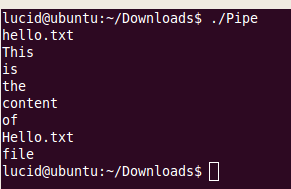 lucid@ubuntu:~/Downloads$ ./Pipe
hello.txt
This
is
the
content
of
Hello.txt
file
lucid@ubuntu:~/Downloads$